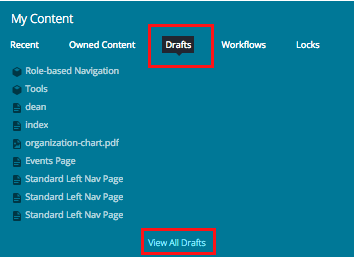 My Content
Recent Owned Content Drafts Workflows Locks
Role-based Navigation
Tools
dean
index
organization-chart.pdf
Events Page
Standard Left Nav Page
Standard Left Nav Page
Standard Left Nav Page
View All Drafts